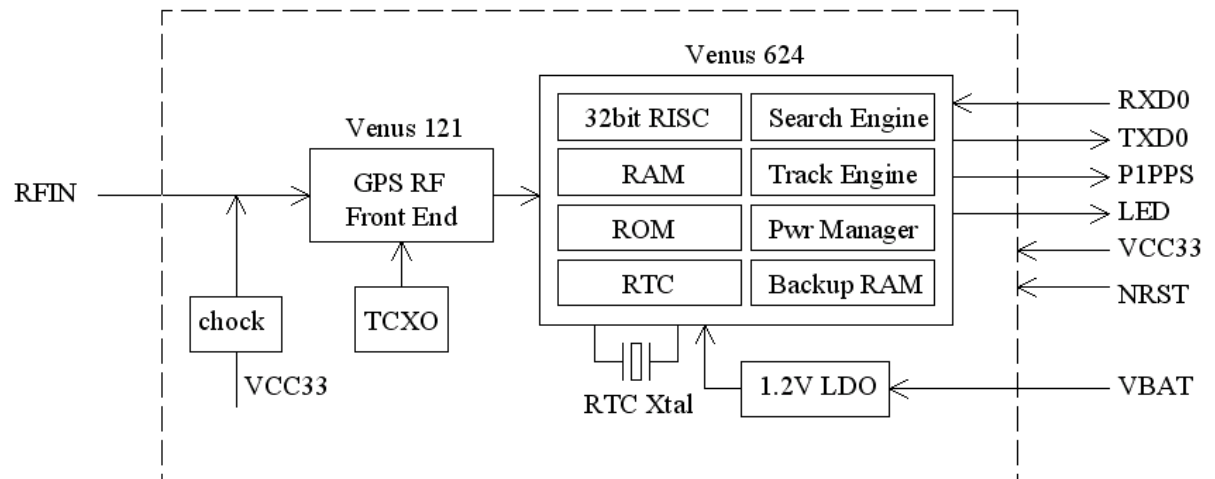 Venus 624
32bit RISC
Search Engine
RXD0
Venus 121
TXD0
RAM
Track Engine
P1PPS
RFIN
GPS RF
Front End
LED
ROM
Pwr Manager
VCC33
RTC
Backup RAM
NRST
chock
TCXO
VCC33
RTC Xtal
1.2V LDO
VBAT